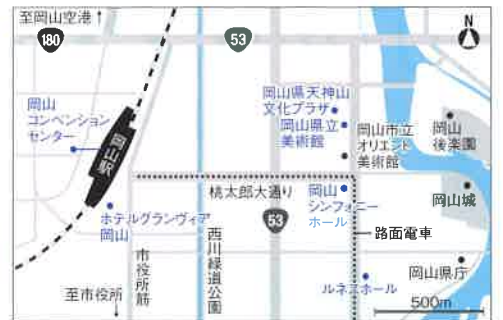 至岡山空港↑
180
53
N
岡山
コンベンション
センター
岡山駅
岡山県天神山
文化プラザ
岡山県立
美術館
岡山市立
オリエント
美術館
岡山
後楽園
桃太郎大通り
岡山
シンフォニー
ホール
岡山城
ホテルグランヴィア
岡山
53
路面電車
市役所筋
西川緑道公園
岡山県庁
ルネスホール
至市役所
500m